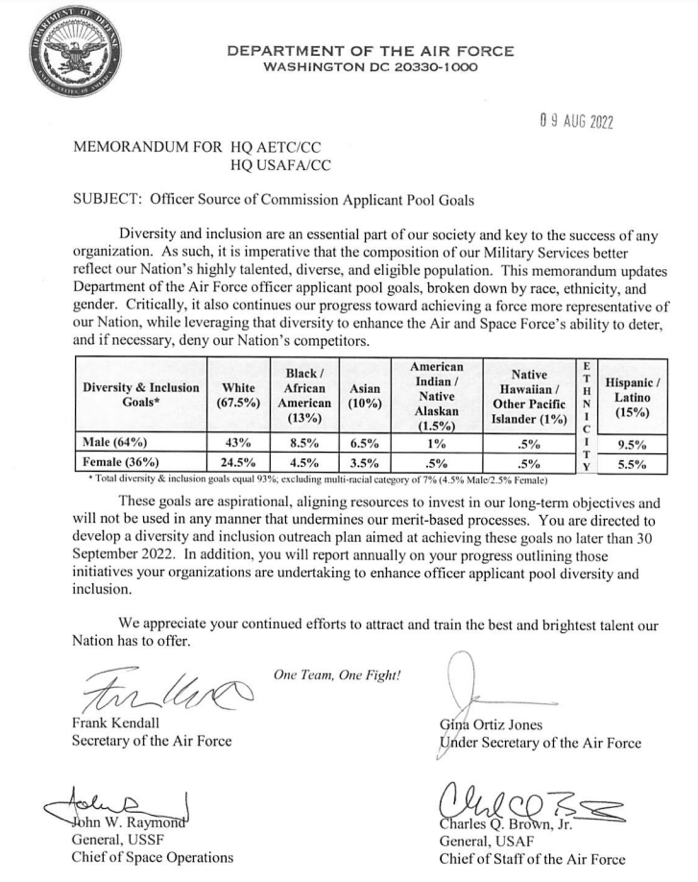 DEPARTMENT OF DEFENSE
UNITED STATES OF AMERICA
DEPARTMENT OF THE AIR FORCE
WASHINGTON DC 20330-1000
09 AUG 2022
MEMORANDUM FOR HQ AETC/CC
HQ USAFA/CC
SUBJECT: Officer Source of Commission Applicant Pool Goals
Diversity and inclusion are an essential part of our society and key to the success of any
organization. As such, it is imperative that the composition of our Military Services better
reflect our Nation's highly talented, diverse, and eligible population. This memorandum updates
Department of the Air Force officer applicant pool goals, broken down by race, ethnicity, and
gender. Critically, it also continues our progress toward achieving a force more representative of
our Nation, while leveraging that diversity to enhance the Air and Space Force's ability to deter,
and if necessary, deny our Nation's competitors.
Diversity & Inclusion Goals* White (67.5%) Black / African American (13%) Asian (10%) American Indian / Native Alaskan (1.5%) Native Hawaiian / Other Pacific Islander (1%) ETHNICITY Hispanic / Latino (15%)
Male (64%) 43% 8.5% 6.5% 1% .5% 9.5%
Female (36%) 24.5% 4.5% 3.5% .5% .5% 5.5%
* Total diversity & inclusion goals equal 93%; excluding multi-racial category of 7% (4.5% Male/2.5% Female)
These goals are aspirational, aligning resources to invest in our long-term objectives and
will not be used in any manner that undermines our merit-based processes. You are directed to
develop a diversity and inclusion outreach plan aimed at achieving these goals no later than 30
September 2022. In addition, you will report annually on your progress outlining those
initiatives your organizations are undertaking to enhance officer applicant pool diversity and
inclusion.
We appreciate your continued efforts to attract and train the best and brightest talent our
Nation has to offer.
One Team, One Fight!
Frank Kendall
Secretary of the Air Force
Gina Ortiz Jones
Under Secretary of the Air Force
John W. Raymond
General, USSF
Chief of Space Operations
Charles Q. Brown, Jr.
General, USAF
Chief of Staff of the Air Force